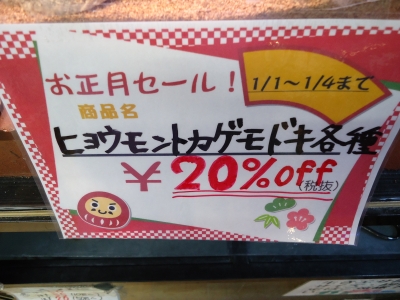 お正月セール!
1/1〜1/4まで
商品名
ヒョウモントカゲモドキ各種
¥ 20%off
(税抜)